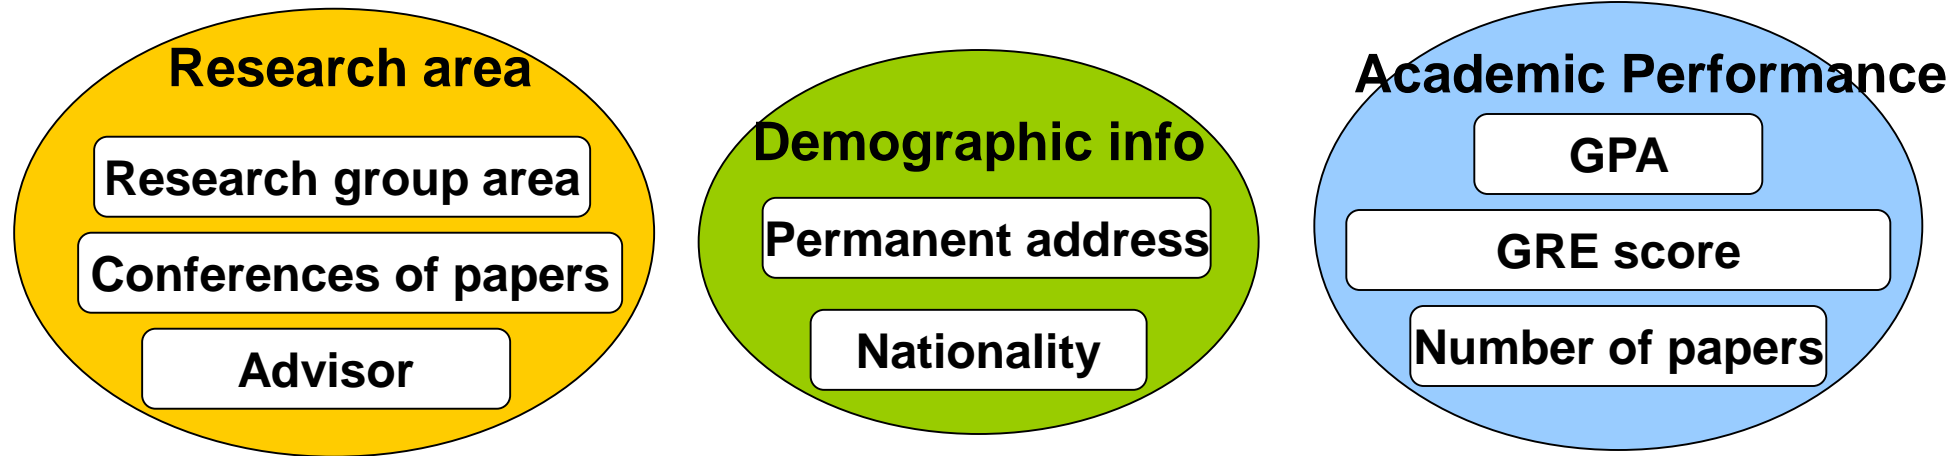 Research area
Research group area
Conferences of papers
Advisor
Demographic info
Permanent address
Nationality
Academic Performance
GPA
GRE score
Number of papers